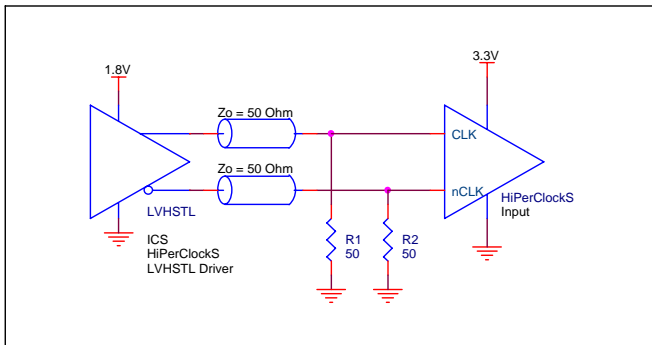 1.8V
3.3V
Zo = 50 Ohm
CLK
Zo = 50 Ohm
nCLK
LVHSTL
HiPerClockS
Input
ICS
HiPerClockS
LVHSTL Driver
R1
50
R2
50